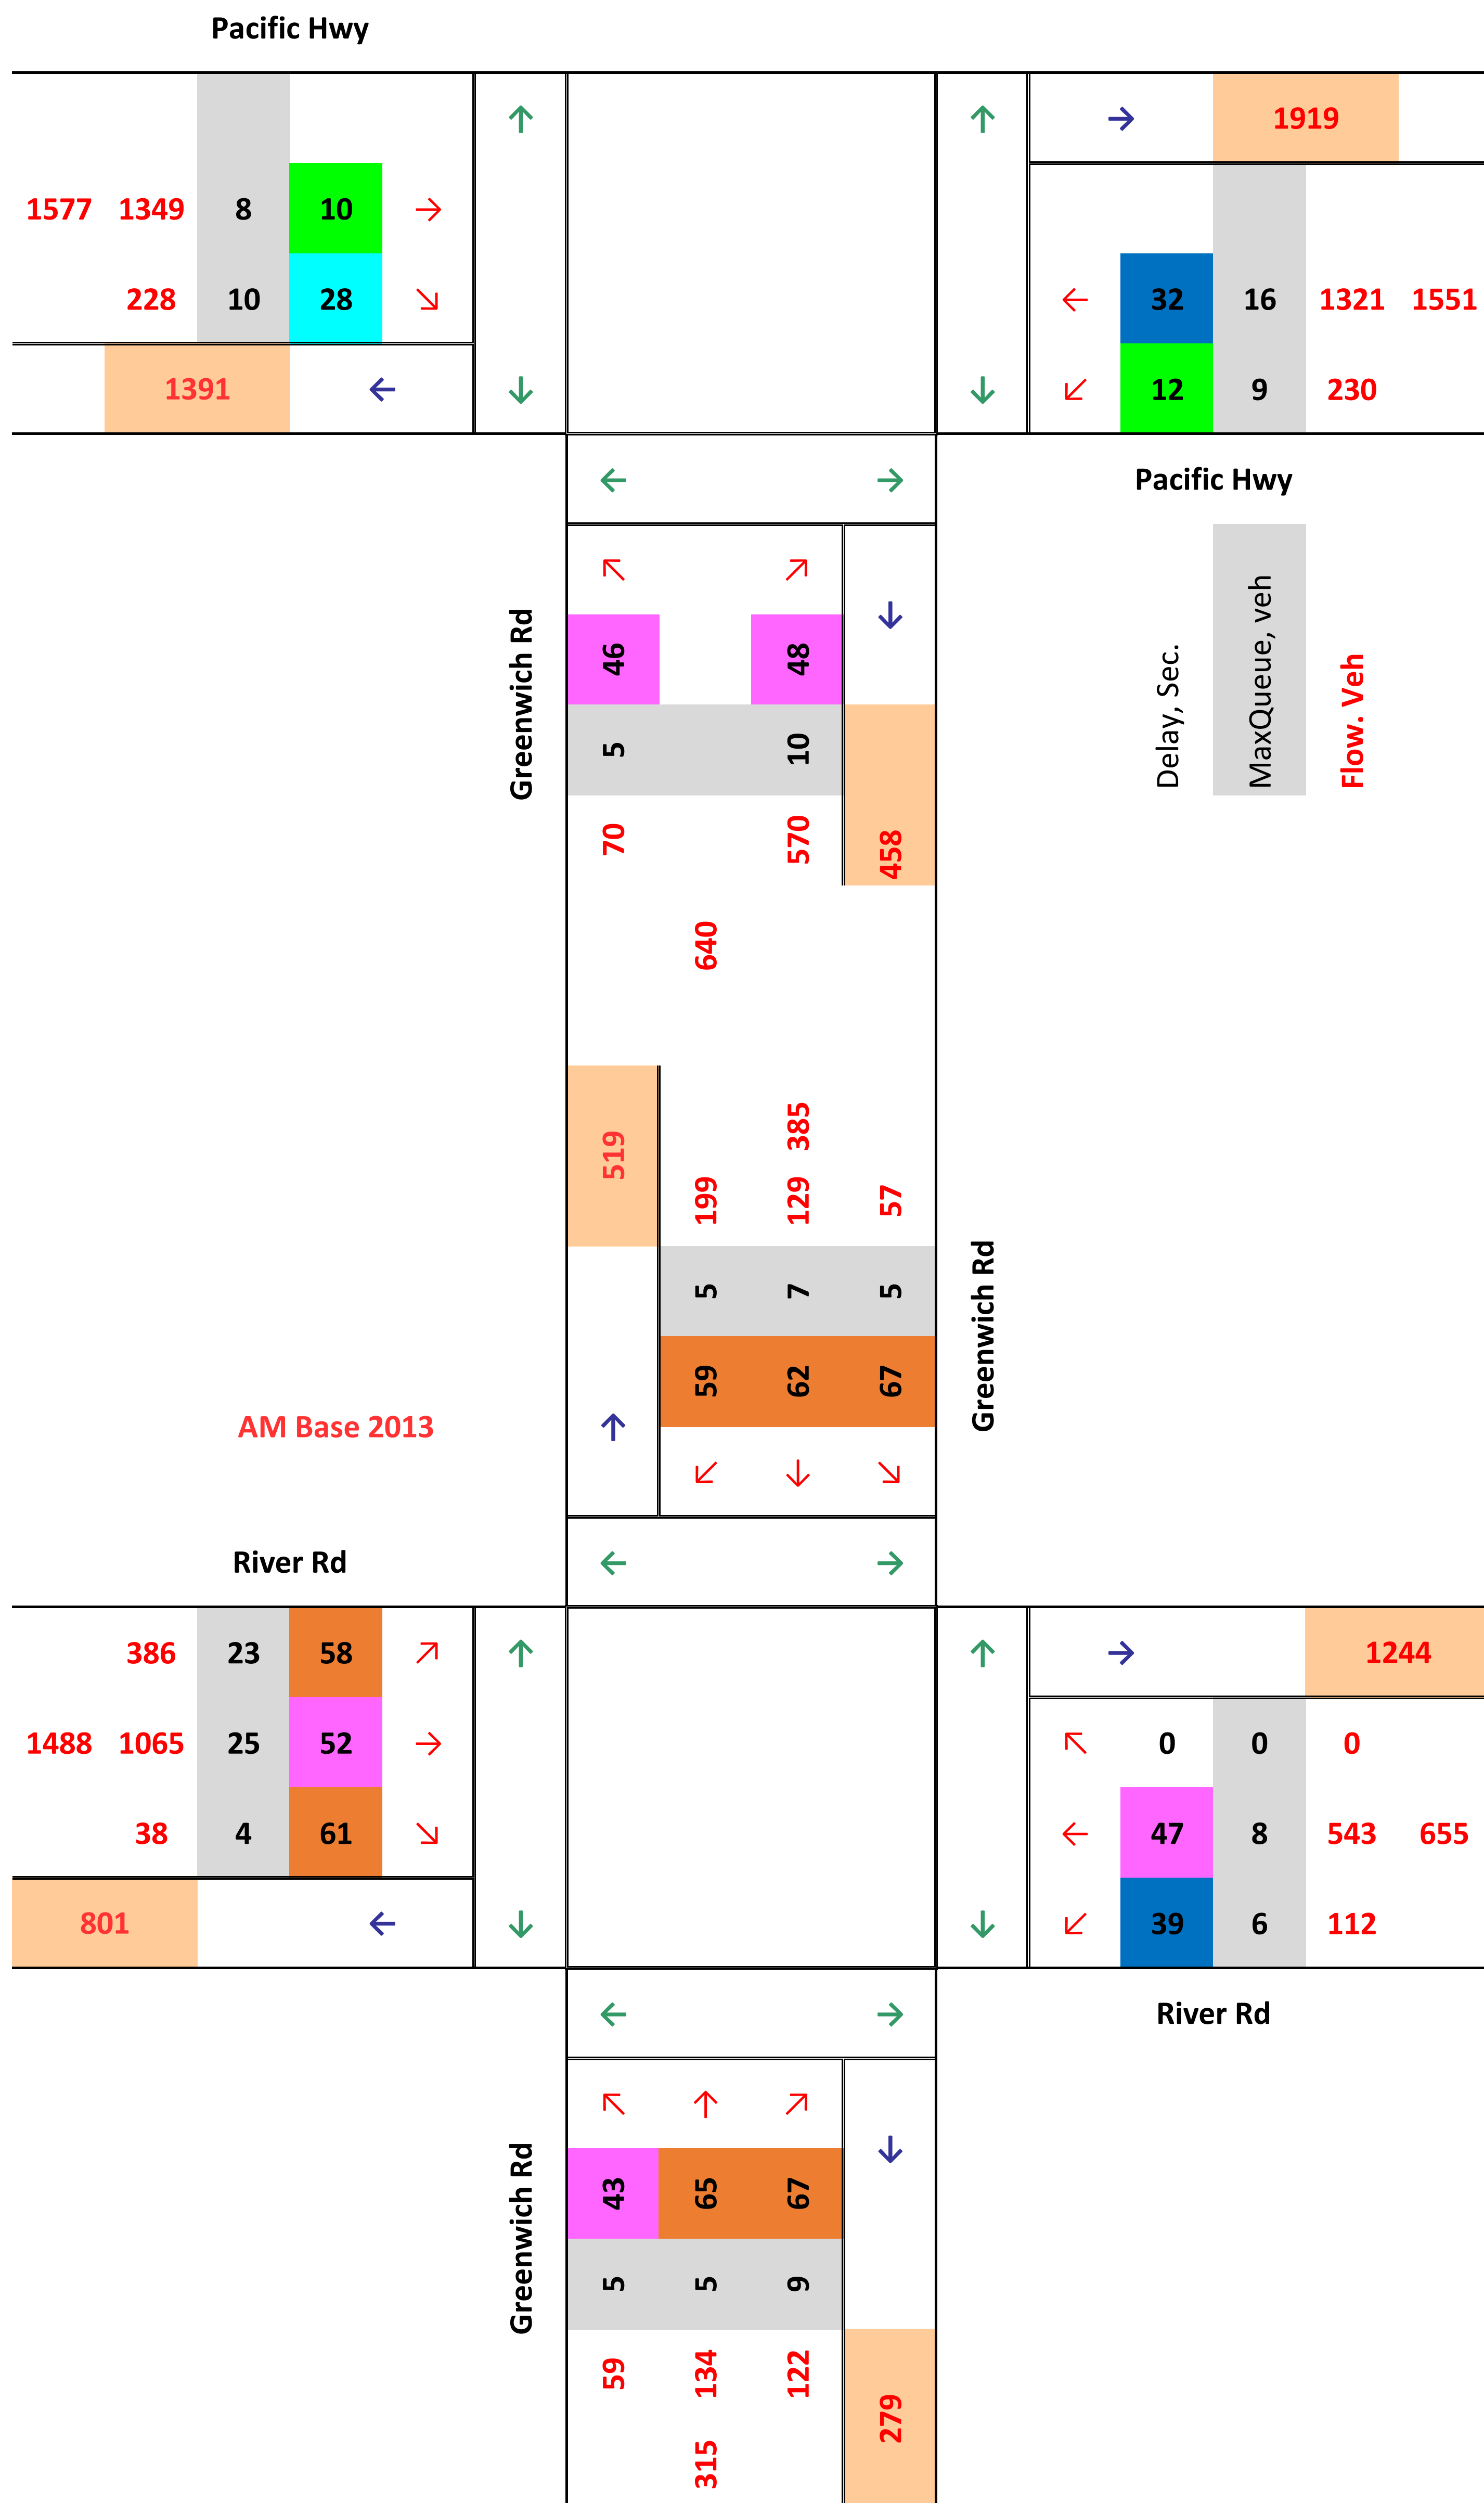 Pacific Hwy
→ 1919
1577 1349 8 10 →
228 10 28 ↘
← 32 16 1321 1551
1391 ←
↙ 12 9 230
Pacific Hwy
Greenwich Rd
46 48
5 10
70 570 458
640
Delay, Sec.
MaxQueue, veh
Flow. Veh
519
385
199 129 57
5 7 5
59 62 67
Greenwich Rd
AM Base 2013
River Rd
386 23 58
1488 1065 25 52
38 4 61
801
1244
0 0 0
47 8 543 655
39 6 112
River Rd
Greenwich Rd
43 65 67
5 5 9
59 134 122
315
279